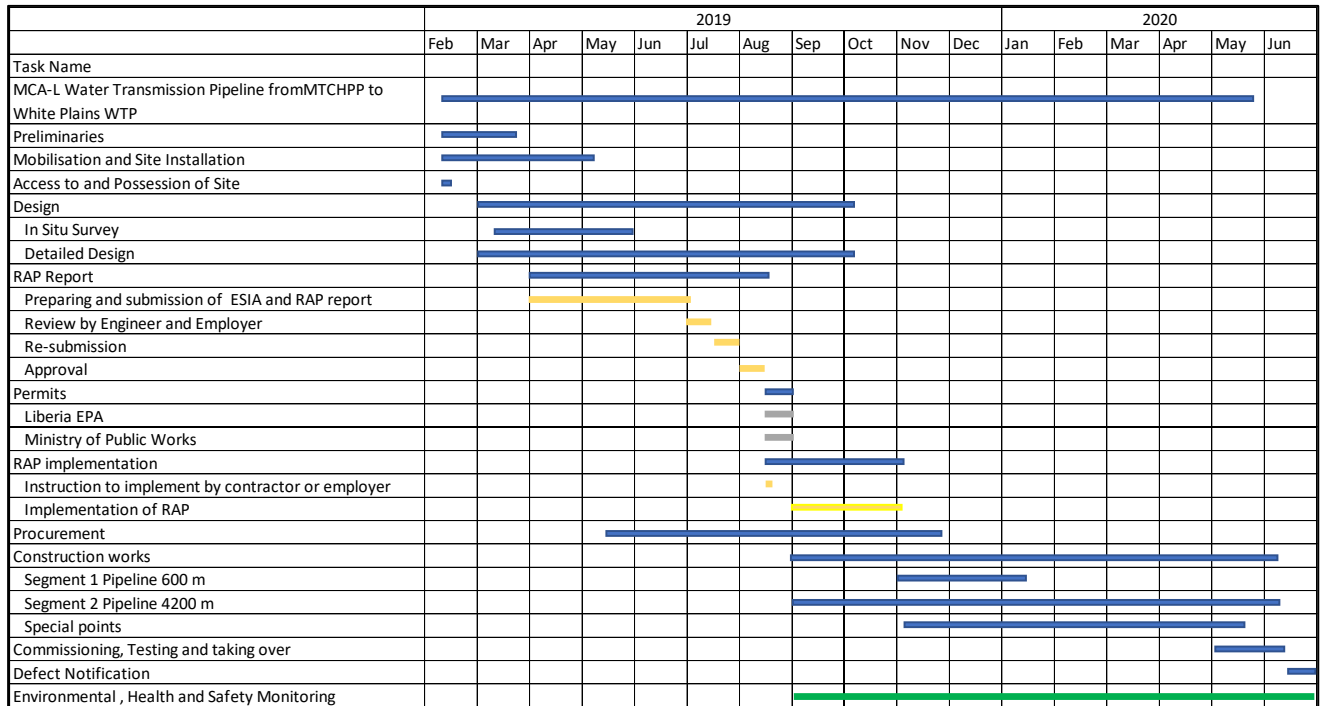 2019 2020
Feb Mar Apr May Jun Jul Aug Sep Oct Nov Dec Jan Feb Mar Apr May Jun
Task Name
MCA-L Water Transmission Pipeline fromMTCHPP to
White Plains WTP
Preliminaries
Mobilisation and Site Installation
Access to and Possession of Site
Design
In Situ Survey
Detailed Design
RAP Report
Preparing and submission of ESIA and RAP report
Review by Engineer and Employer
Re-submission
Approval
Permits
Liberia EPA
Ministry of Public Works
RAP implementation
Instruction to implement by contractor or employer
Implementation of RAP
Procurement
Construction works
Segment 1 Pipeline 600 m
Segment 2 Pipeline 4200 m
Special points
Commissioning, Testing and taking over
Defect Notification
Environmental , Health and Safety Monitoring